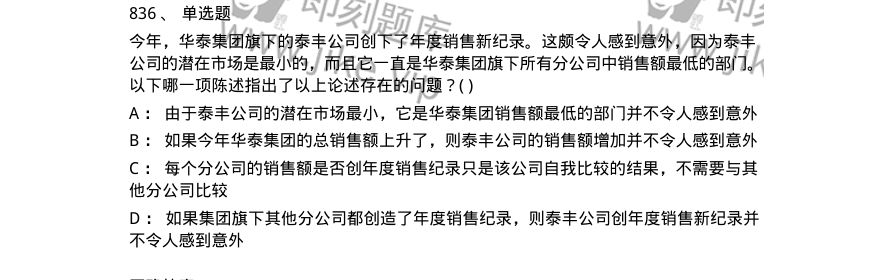 836 、 单选题
今年，华泰集团旗下的泰丰公司创下了年度销售新纪录。这颇令人感到意外，因为泰丰
公司的潜在市场是最小的，而且它一直是华泰集团旗下所有分公司中销售额最低的部门。
以下哪一项陈述指出了以上论述存在的问题？( )
A ： 由于泰丰公司的潜在市场最小，它是华泰集团销售额最低的部门并不令人感到意外
B ： 如果今年华泰集团的总销售额上升了，则泰丰公司的销售额增加并不令人感到意外
C ： 每个分公司的销售额是否创年度销售纪录只是该公司自我比较的结果，不需要与其
他分公司比较
D ： 如果集团旗下其他分公司都创造了年度销售纪录，则泰丰公司创年度销售新纪录并
不令人感到意外
即刻题库
www.jike.vip